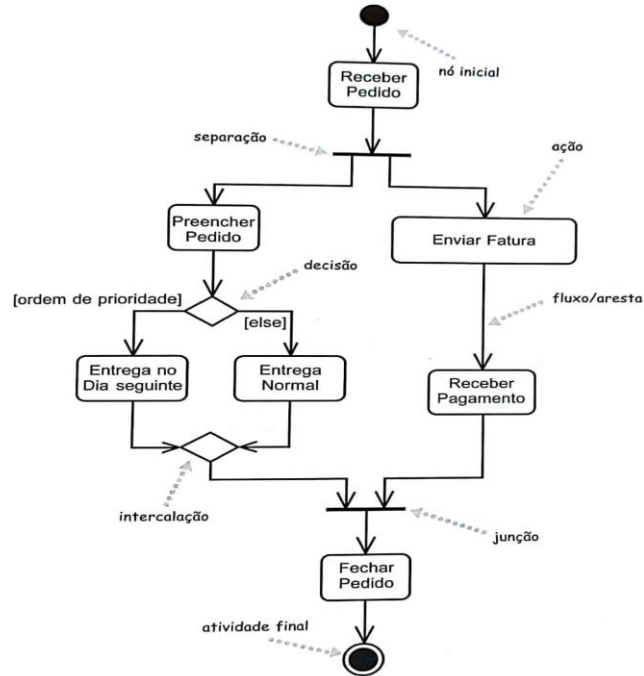 nó inicial
Receber
Pedido
separação
ação
Preencher
Pedido
Enviar Fatura
decisão
[ordem de prioridade]
[else]
fluxo/aresta
Entrega no
Dia seguinte
Entrega
Normal
Receber
Pagamento
intercalação
junção
Fechar
Pedido
atividade final